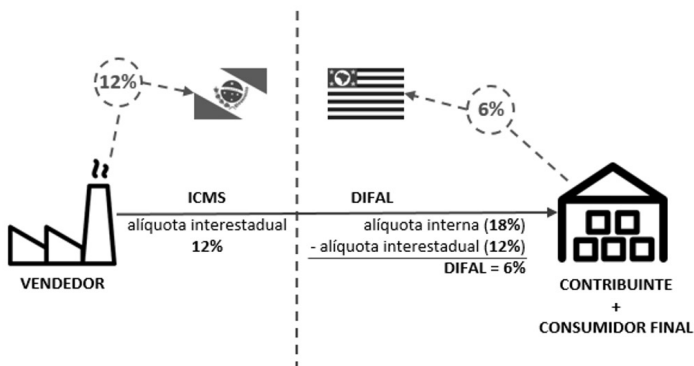 12%
6%
ICMS
alíquota interestadual
12%
DIFAL
alíquota interna (18%)
- alíquota interestadual (12%)
DIFAL = 6%
VENDEDOR
CONTRIBUINTE
+
CONSUMIDOR FINAL